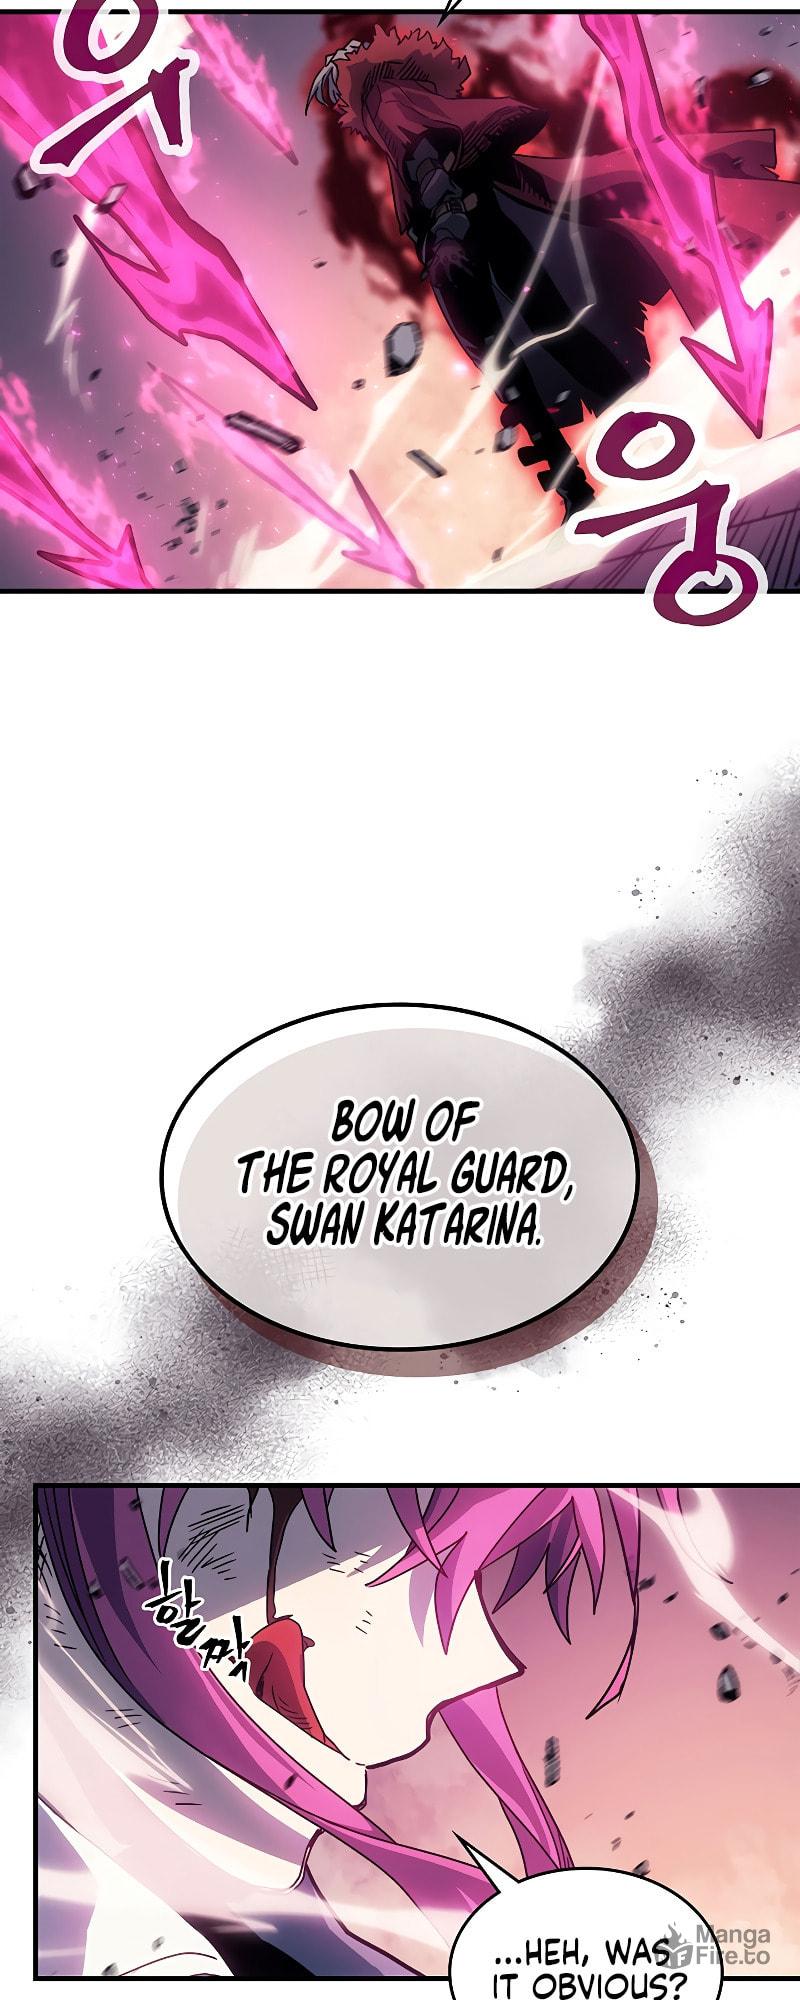 우
웅
BOW OF
THE ROYAL GUARD,
SWAN KATARINA.
할짝
...HEH, WAS
IT OBVIOUS?
Manga
Fire.to